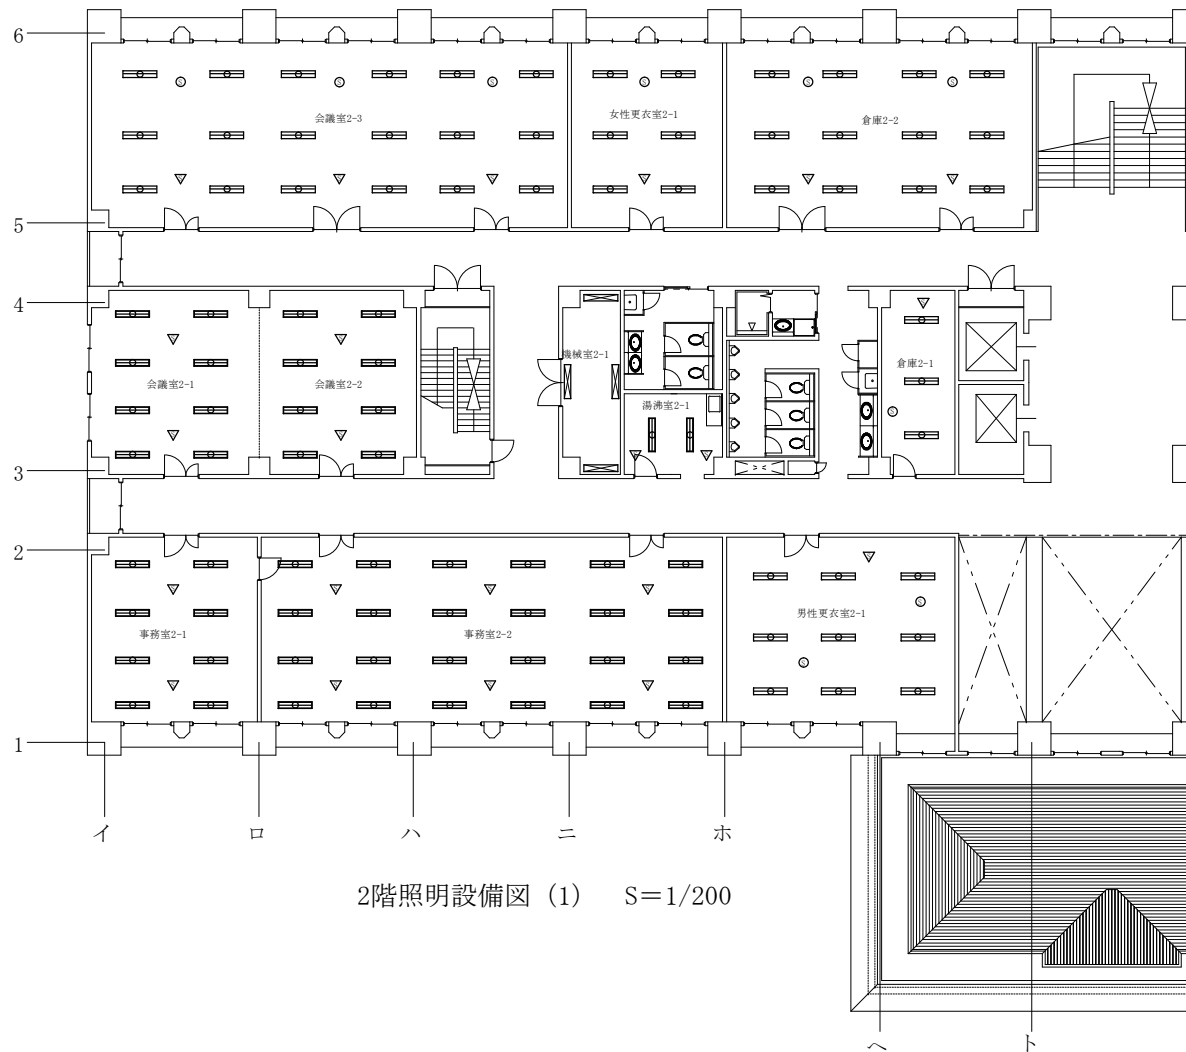 6
会議室2-3
女性更衣室2-1
倉庫2-2
5
4
機械室2-1
会議室2-1
会議室2-2
倉庫2-1
湯沸室2-1
3
2
事務室2-1
事務室2-2
男性更衣室2-1
1
イ
ロ
ハ
ニ
ホ
2階照明設備図（1）　S＝1/200
ヘ
ト